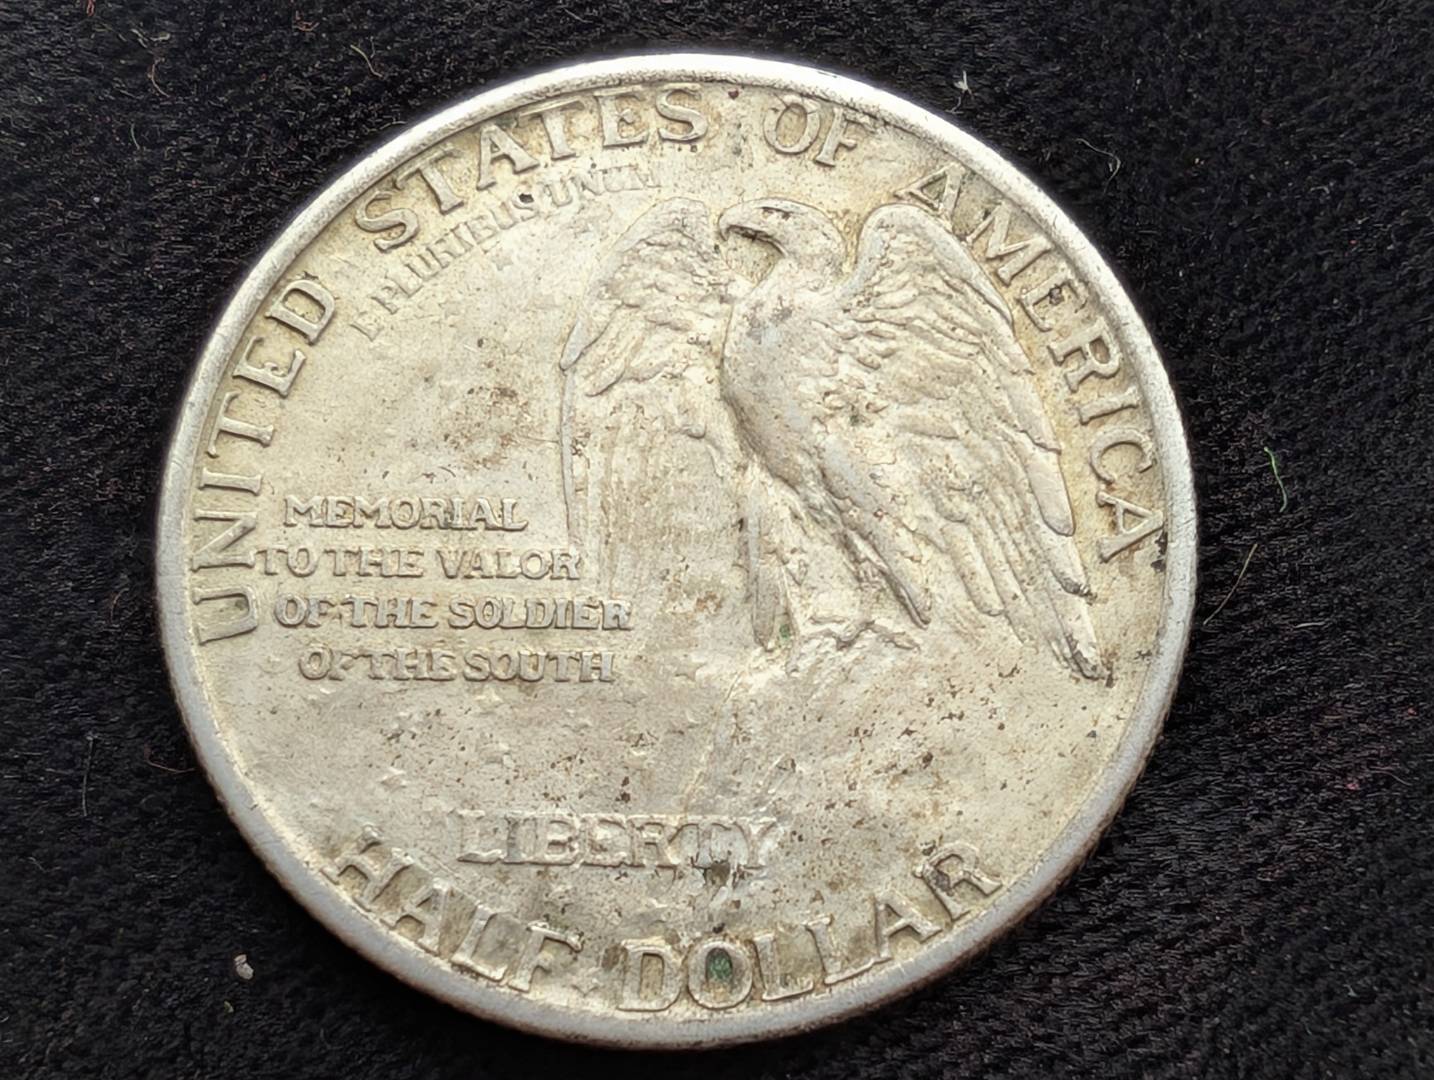 UNITED STATES OF AMERICA
E PLURIBUS UNUM
MEMORIAL
TO THE VALOR
OF THE SOLDIER
OF THE SOUTH
LIBERTY
HALF DOLLAR